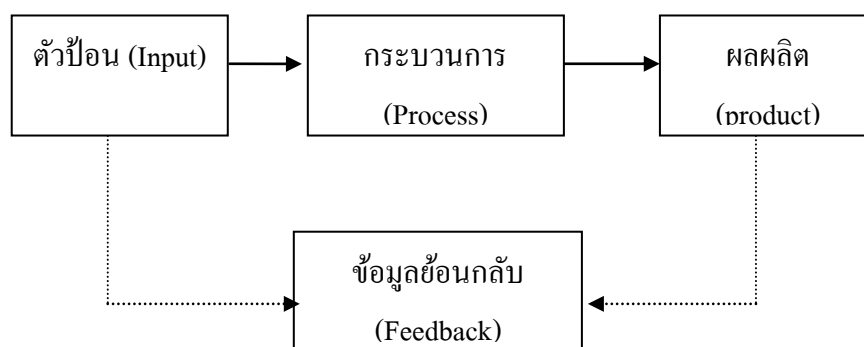 ตัวป้อน (Input)
กระบวนการ
(Process)
ผลผลิต
(product)
ข้อมูลย้อนกลับ
(Feedback)